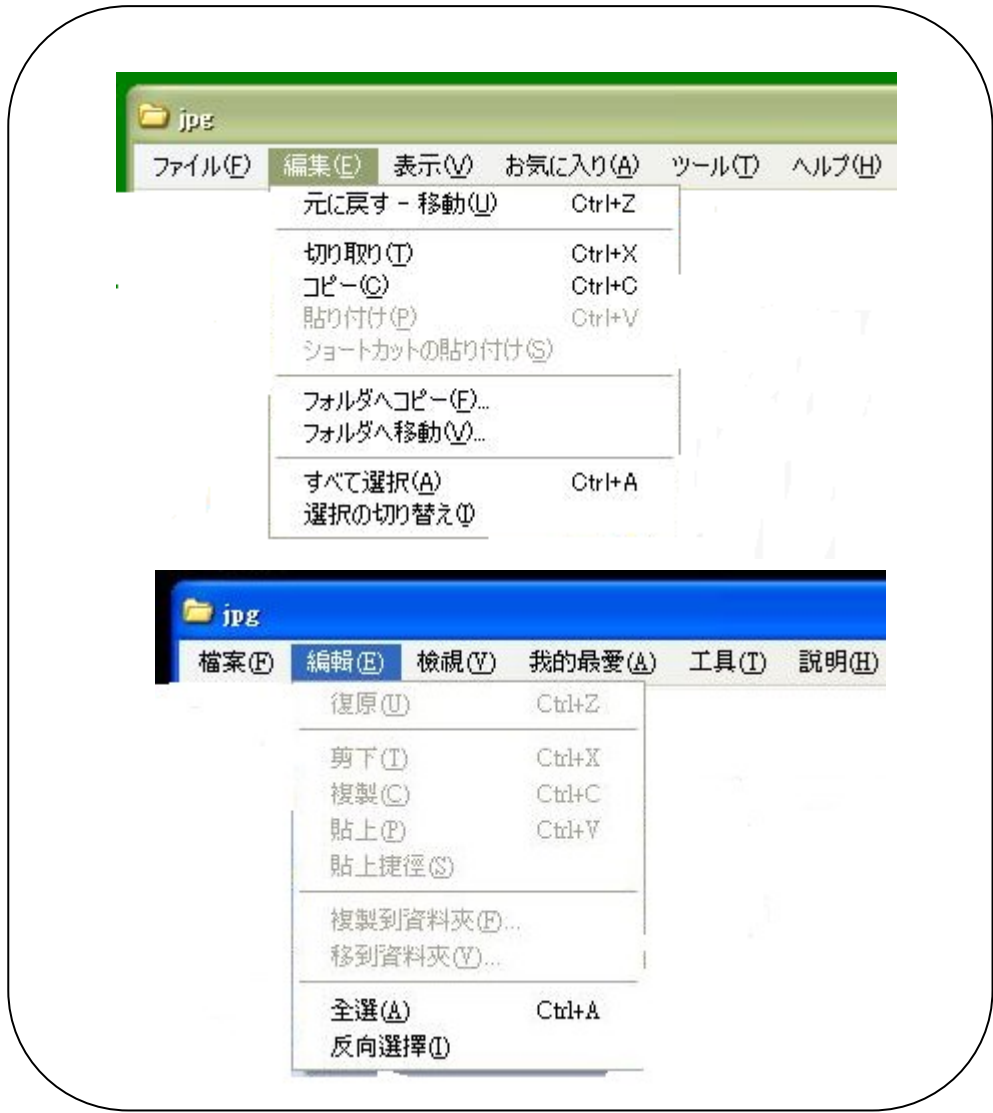 jpg
ファイル(F) 編集(E) 表示(V) お気に入り(A) ツール(T) ヘルプ(H)
元に戻す - 移動(U) Ctrl+Z
切り取り(T) Ctrl+X
コピー(C) Ctrl+C
貼り付け(P) Ctrl+V
ショートカットの貼り付け(S)
フォルダへコピー(F)...
フォルダへ移動(V)...
すべて選択(A) Ctrl+A
選択の切り替え(I)
jpg
檔案(F) 編輯(E) 檢視(V) 我的最愛(A) 工具(T) 說明(H)
復原(U) Ctrl+Z
剪下(T) Ctrl+X
複製(C) Ctrl+C
貼上(P) Ctrl+V
貼上捷徑(S)
複製到資料夾(F)...
移到資料夾(V)...
全選(A) Ctrl+A
反向選擇(I)